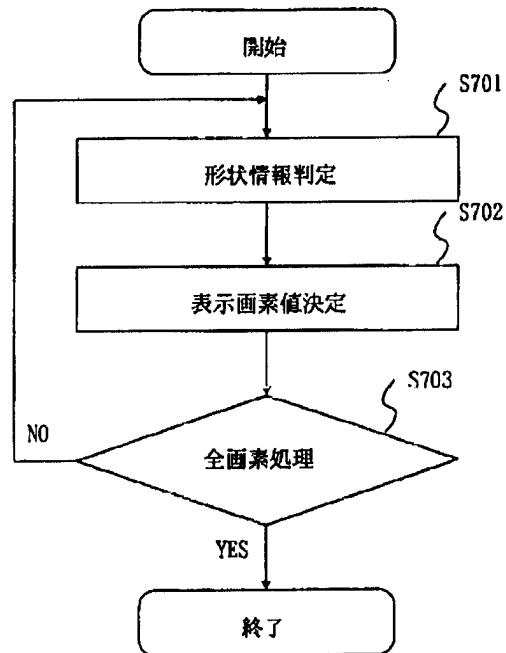 開始
S701
形状情報判定
S702
表示画素値決定
S703
NO
全画素処理
YES
終了